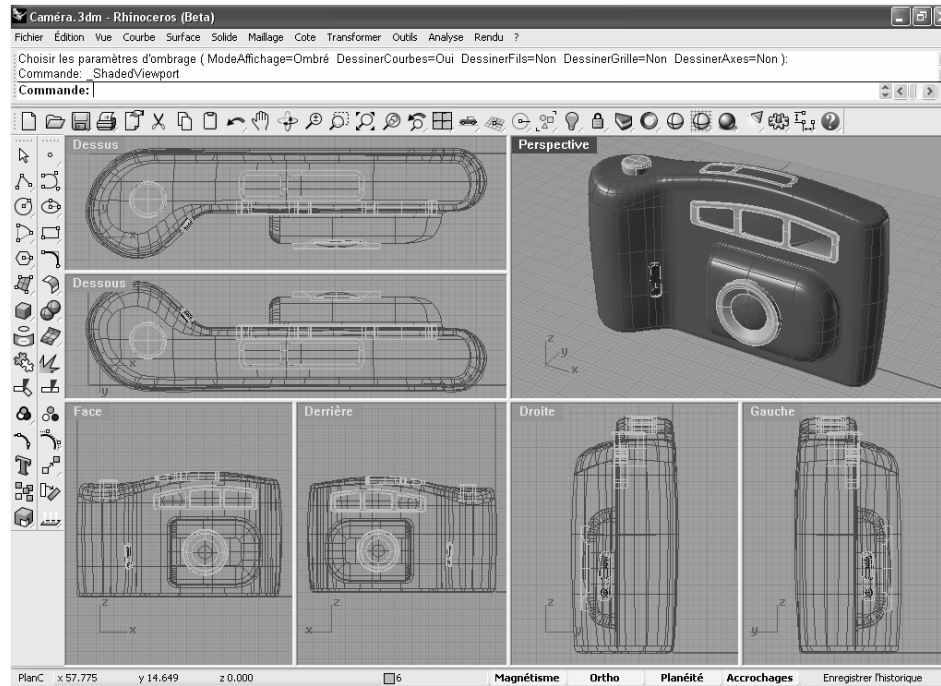 Caméra.3dm - Rhinoceros (Beta)
Fichier Édition Vue Courbe Surface Solide Maillage Cote Transformer Outils Analyse Rendu ?
Choisir les paramètres d'ombrage ( ModeAffichage=Ombré DessinerCourbes=Oui DessinerFils=Non DessinerGrille=Non DessinerAxes=Non ):
Commande: _ShadedViewport
Commande:
Dessus
Perspective
x
Dessous
z
y
x
x
y
Face
Derrière
Droite
Gauche
z
x
z
x
z
y
z
y
PlanC x 57.775 y 14.649 z 0.000 6 Magnétisme Ortho Planéité Accrochages Enregistrer l'historique